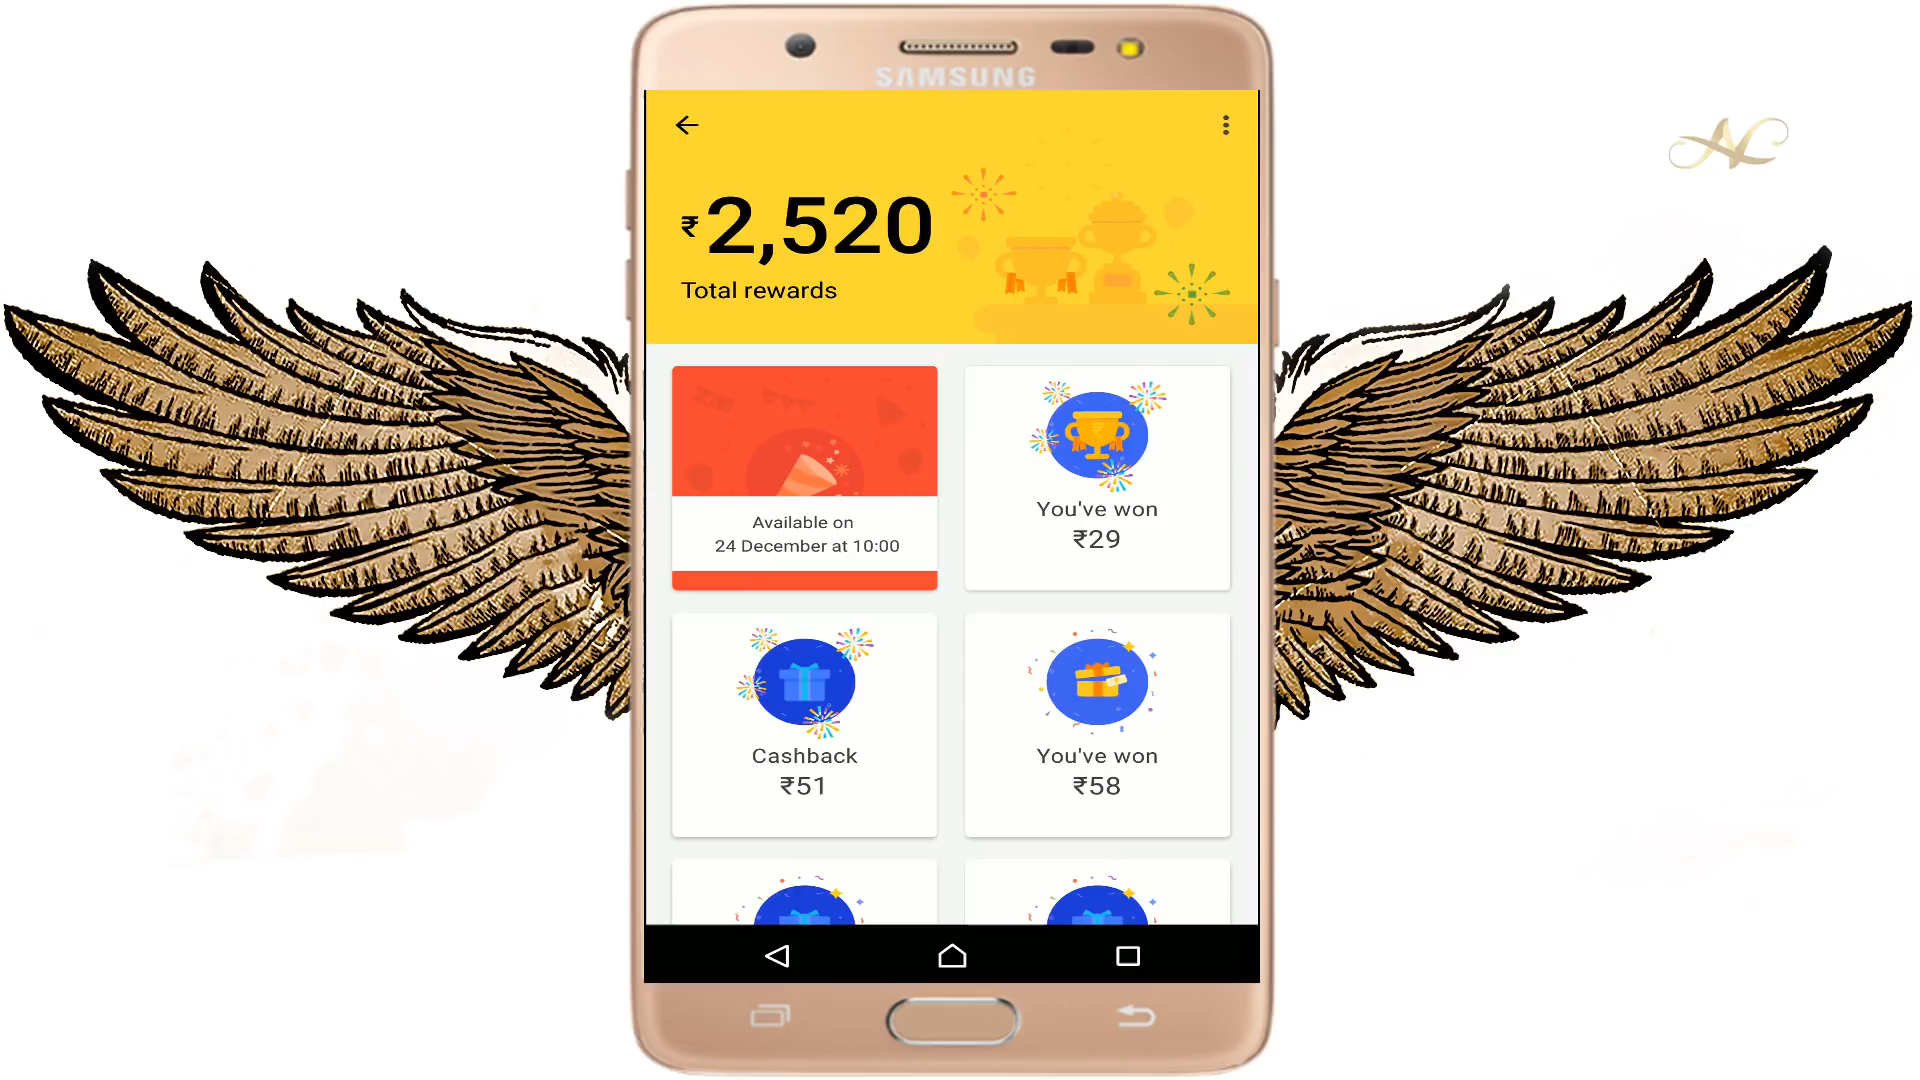 SAMSUNG
₹2,520
Total rewards
Available on
24 December at 10:00
You've won
₹29
Cashback
₹51
You've won
₹58